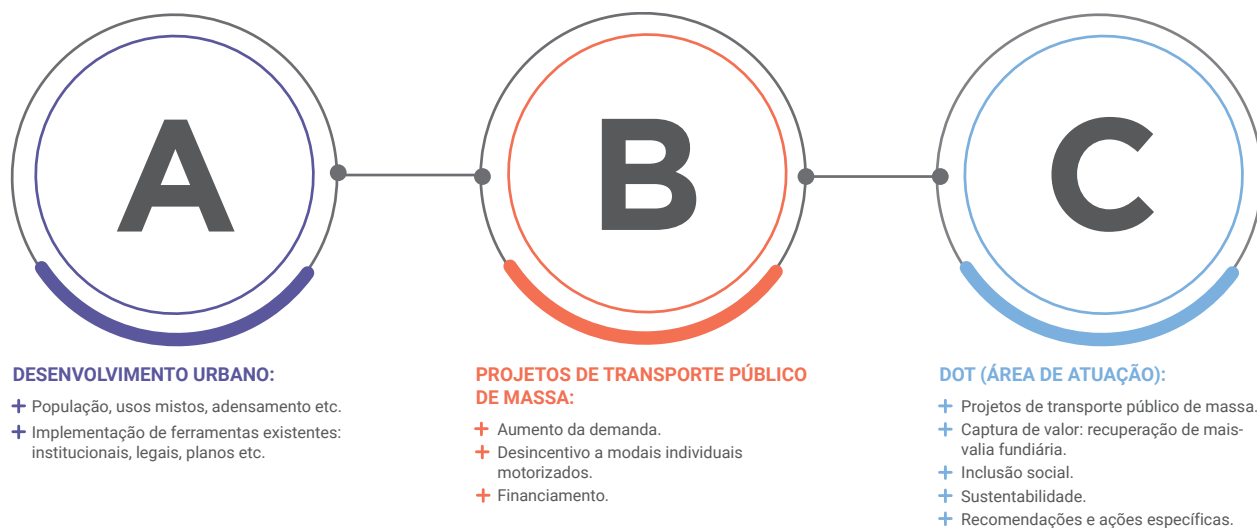 A
B
C
DESENVOLVIMENTO URBANO:
+ População, usos mistos, adensamento etc.
+ Implementação de ferramentas existentes:
institucionais, legais, planos etc.
PROJETOS DE TRANSPORTE PÚBLICO
DE MASSA:
+ Aumento da demanda.
+ Desincentivo a modais individuais
motorizados.
+ Financiamento.
DOT (ÁREA DE ATUAÇÃO):
+ Projetos de transporte público de massa.
+ Captura de valor: recuperação de mais-
valia fundiária.
+ Inclusão social.
+ Sustentabilidade.
+ Recomendações e ações específicas.